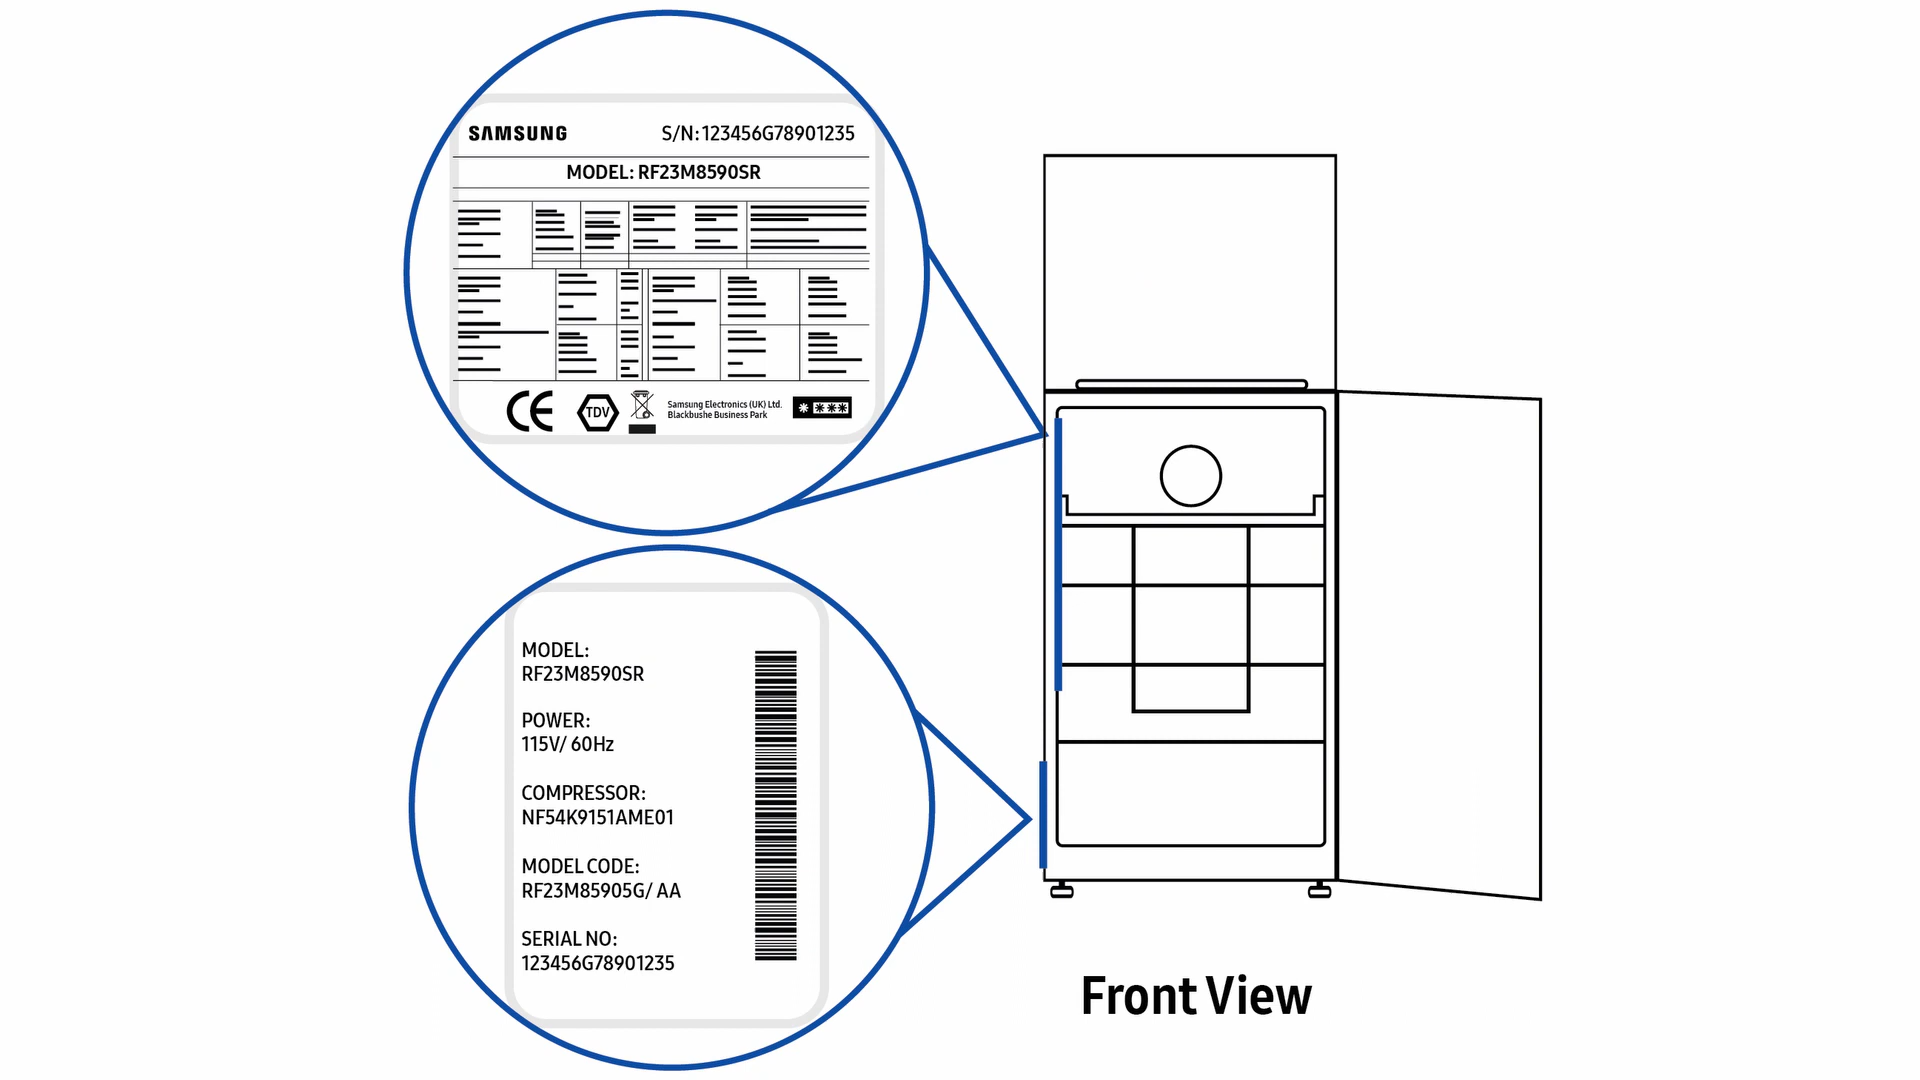 SAMSUNG
S/N:123456G78901235
MODEL: RF23M8590SR
CE
TDV
Samsung Electronics (UK) Ltd.
Blackbushe Business Park
MODEL:
RF23M8590SR
POWER:
115V/ 60Hz
COMPRESSOR:
NF54K9151AME01
MODEL CODE:
RF23M85905G/ AA
SERIAL NO:
123456G78901235
Front View